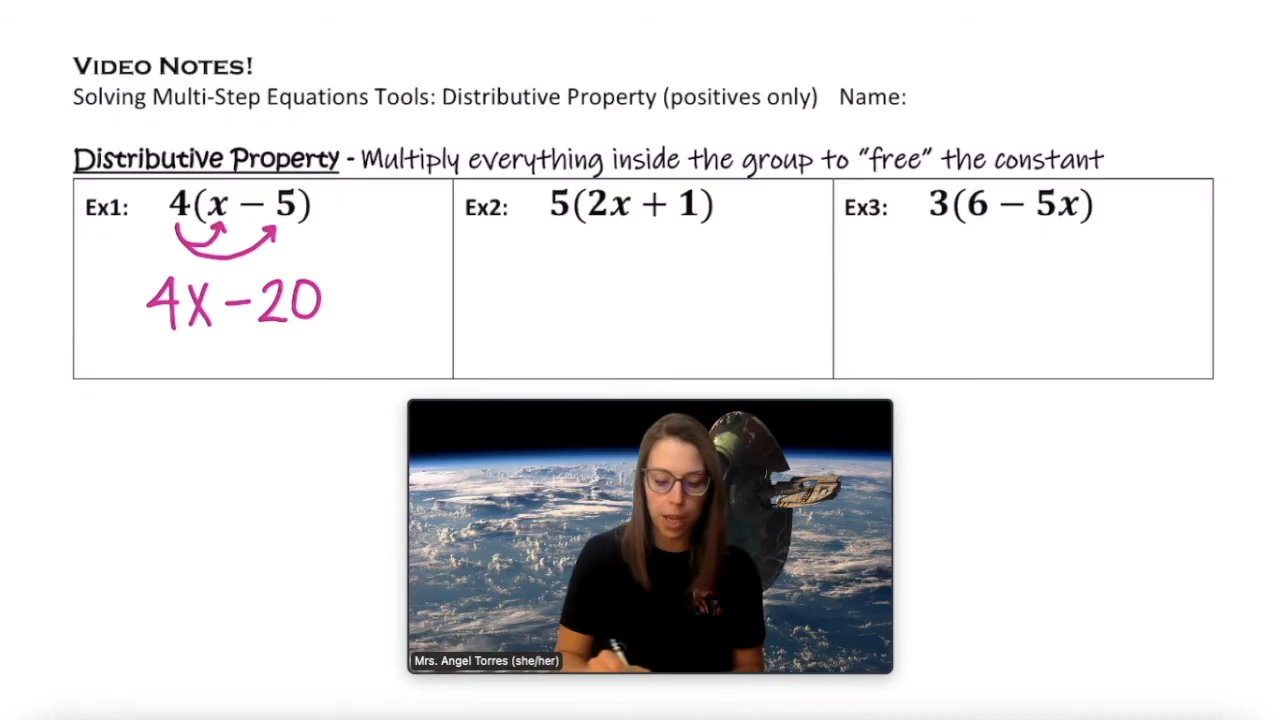 VIDEO NOTES!
Solving Multi-Step Equations Tools: Distributive Property (positives only) Name:
Distributive Property - Multiply everything inside the group to “free” the constant
Ex1: 4(x − 5)
4x − 20
Ex2: 5(2x + 1)
Ex3: 3(6 − 5x)
Mrs. Angel Torres (she/her)